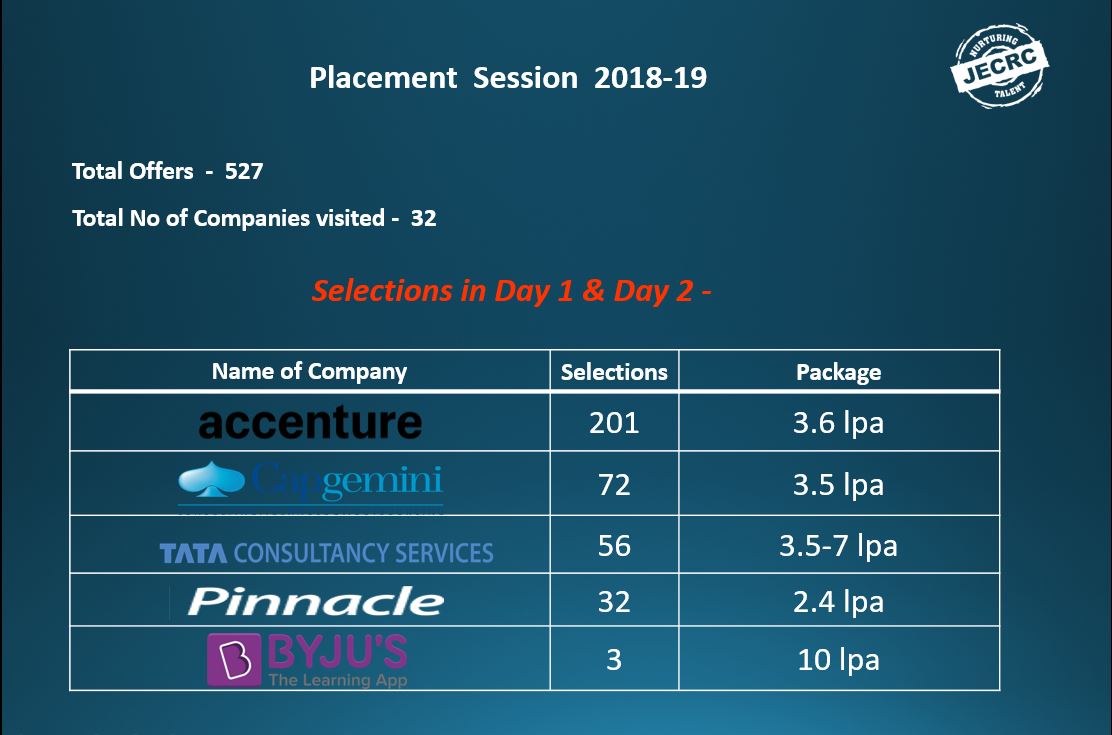 NURTURING
JECRC
TALENT
Placement Session 2018-19
Total Offers - 527
Total No of Companies visited - 32
Selections in Day 1 & Day 2 -
Name of Company Selections Package
accenture 201 3.6 lpa
Capgemini 72 3.5 lpa
TATA CONSULTANCY SERVICES 56 3.5-7 lpa
Pinnacle 32 2.4 lpa
B BYJU'S 3 10 lpa
The Learning App